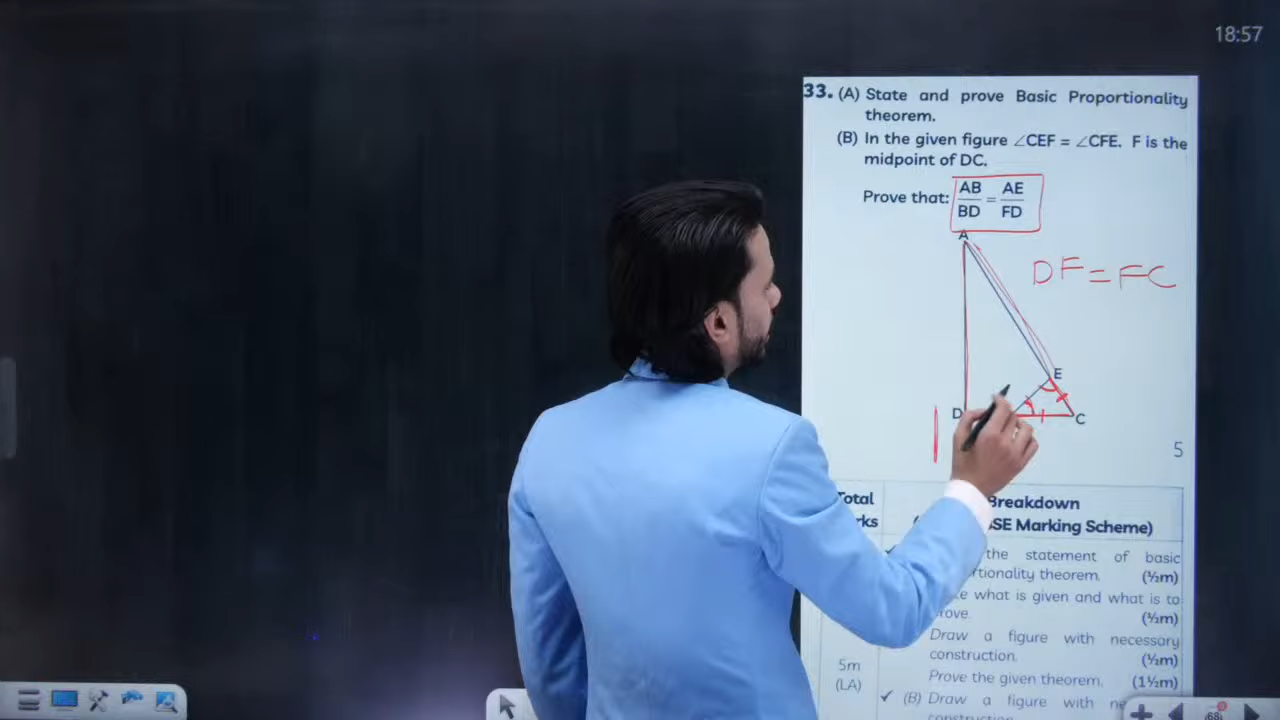 18:57
33. (A) State and prove Basic Proportionality
theorem.
(B) In the given figure ∠CEF = ∠CFE. F is the
midpoint of DC.
Prove that: AB/BD = AE/FD
A
DF = FC
E
D
C
5
Total
Breakdown
Marking Scheme)
the statement of basic
theorem. (½m)
what is given and what is to
(½m)
Draw a figure with necessary
construction. (½m)
5m
Prove the given theorem. (1½m)
(LA)
✓ (B) Draw a figure with
68